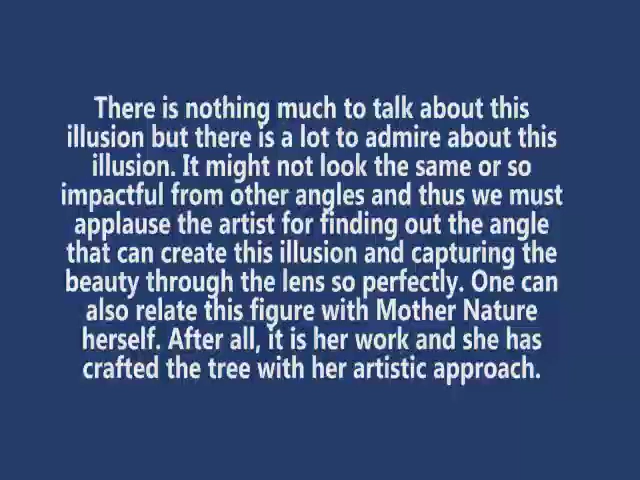 There is nothing much to talk about this
illusion but there is a lot to admire about this
illusion. It might not look the same or so
impactful from other angles and thus we must
applause the artist for finding out the angle
that can create this illusion and capturing the
beauty through the lens so perfectly. One can
also relate this figure with Mother Nature
herself. After all, it is her work and she has
crafted the tree with her artistic approach.